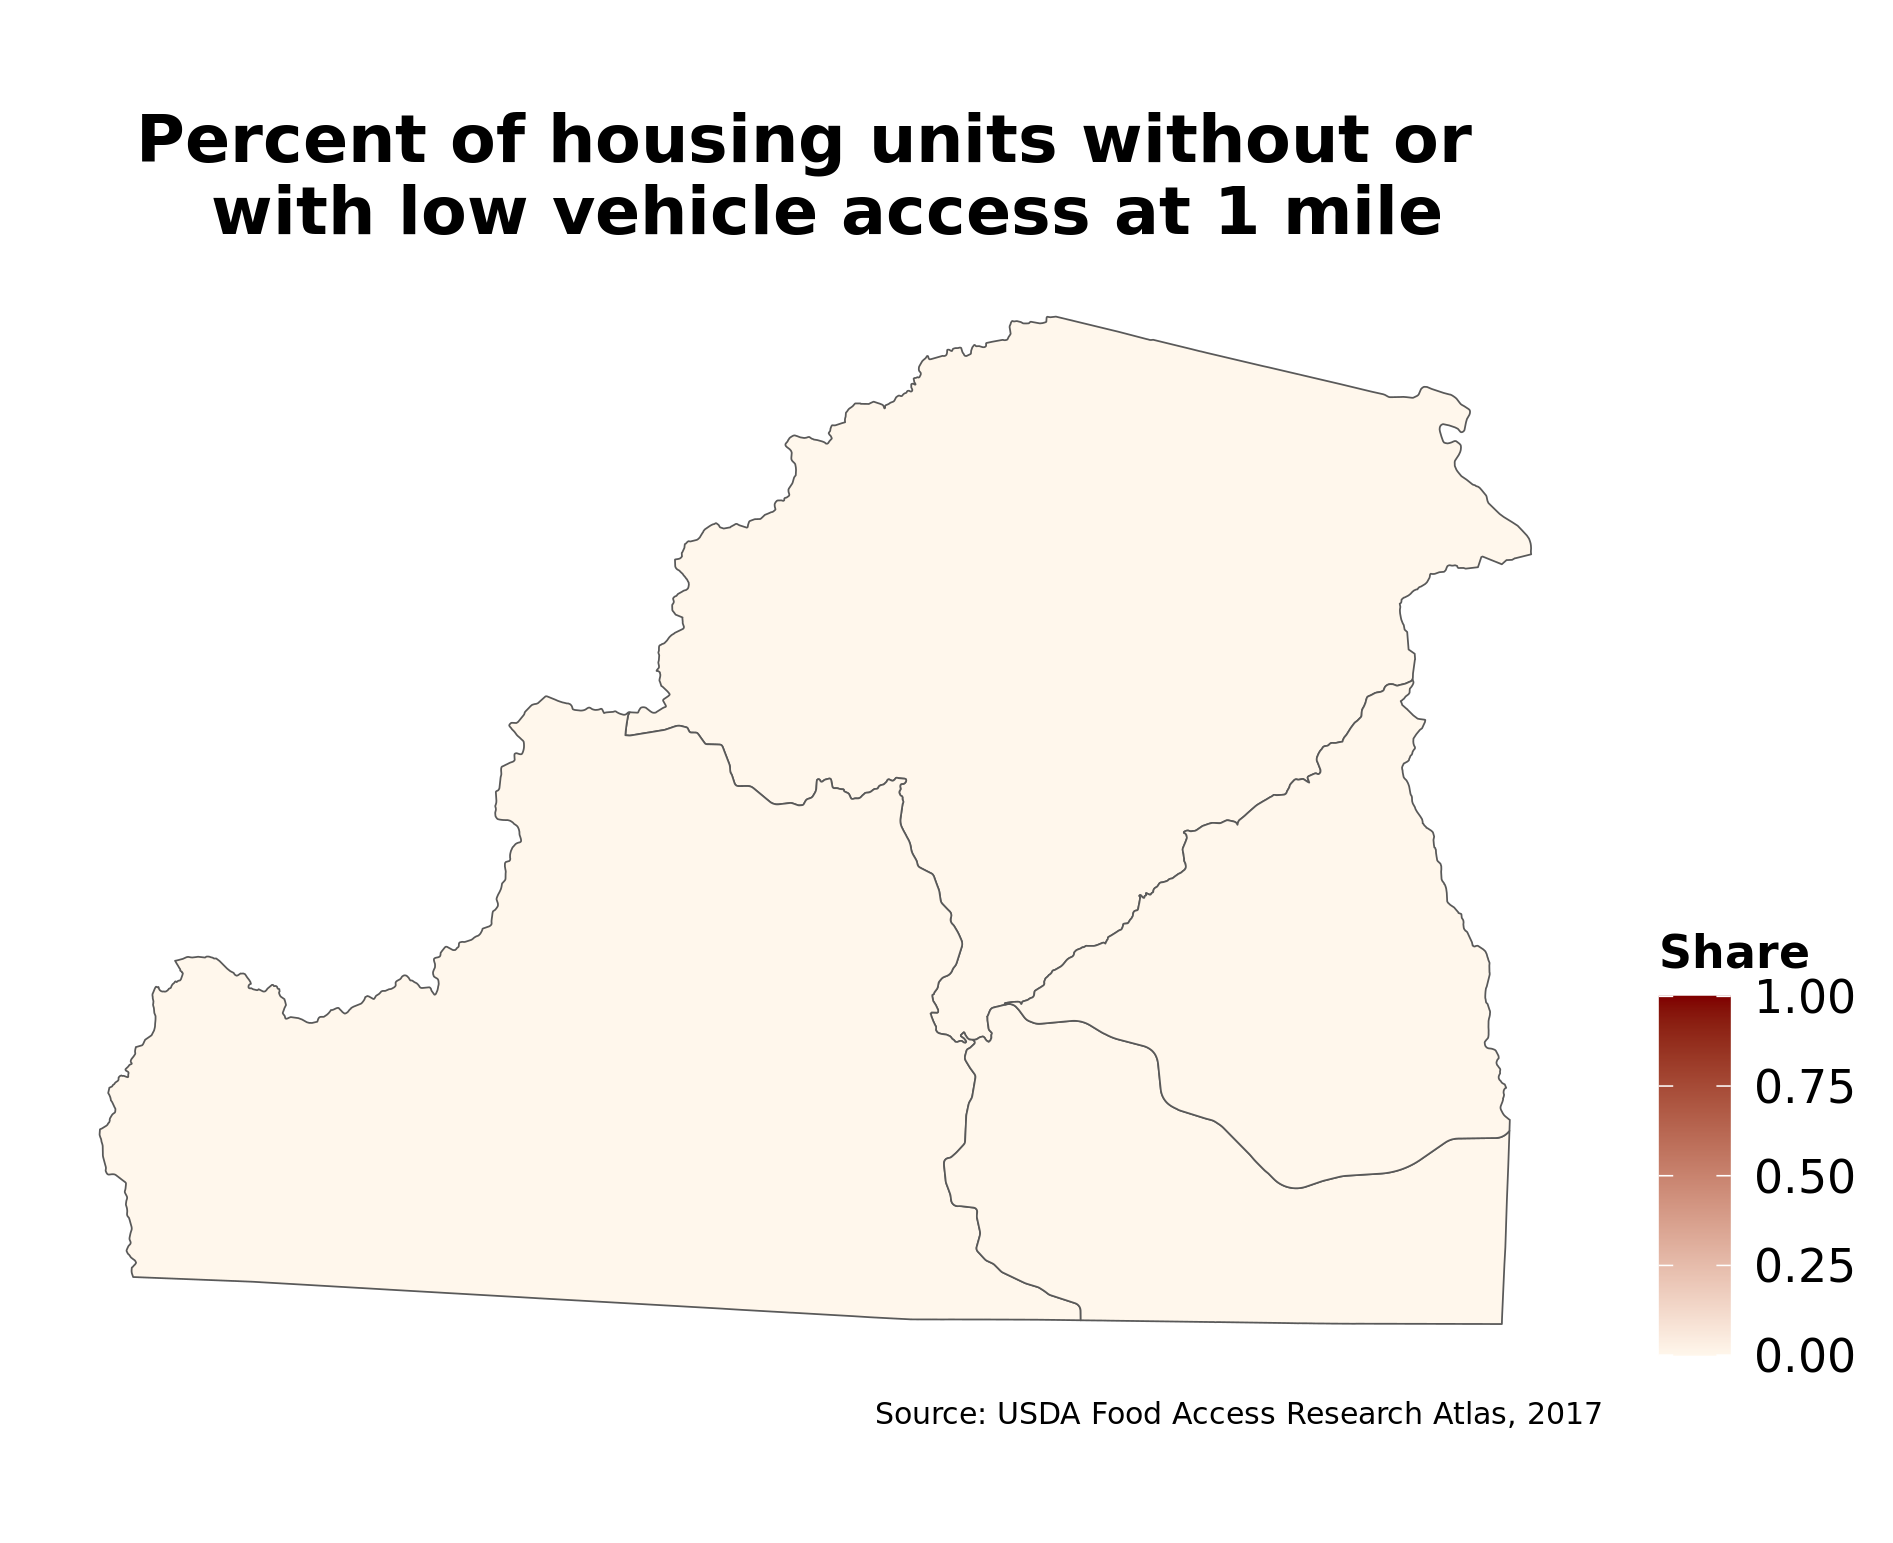 Percent of housing units without or
with low vehicle access at 1 mile
Share
1.00
0.75
0.50
0.25
0.00
Source: USDA Food Access Research Atlas, 2017